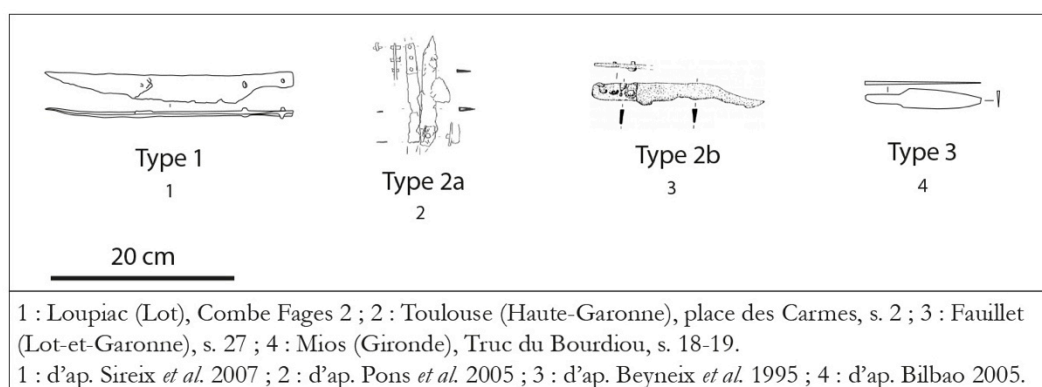 Type 1
1
Type 2a
2
Type 2b
3
Type 3
4
20 cm
1 : Loupiac (Lot), Combe Fages 2 ; 2 : Toulouse (Haute-Garonne), place des Carmes, s. 2 ; 3 : Fauillet
(Lot-et-Garonne), s. 27 ; 4 : Mios (Gironde), Truc du Bourdiou, s. 18-19.
1 : d'ap. Sireix et al. 2007 ; 2 : d'ap. Pons et al. 2005 ; 3 : d'ap. Beyneix et al. 1995 ; 4 : d'ap. Bilbao 2005.